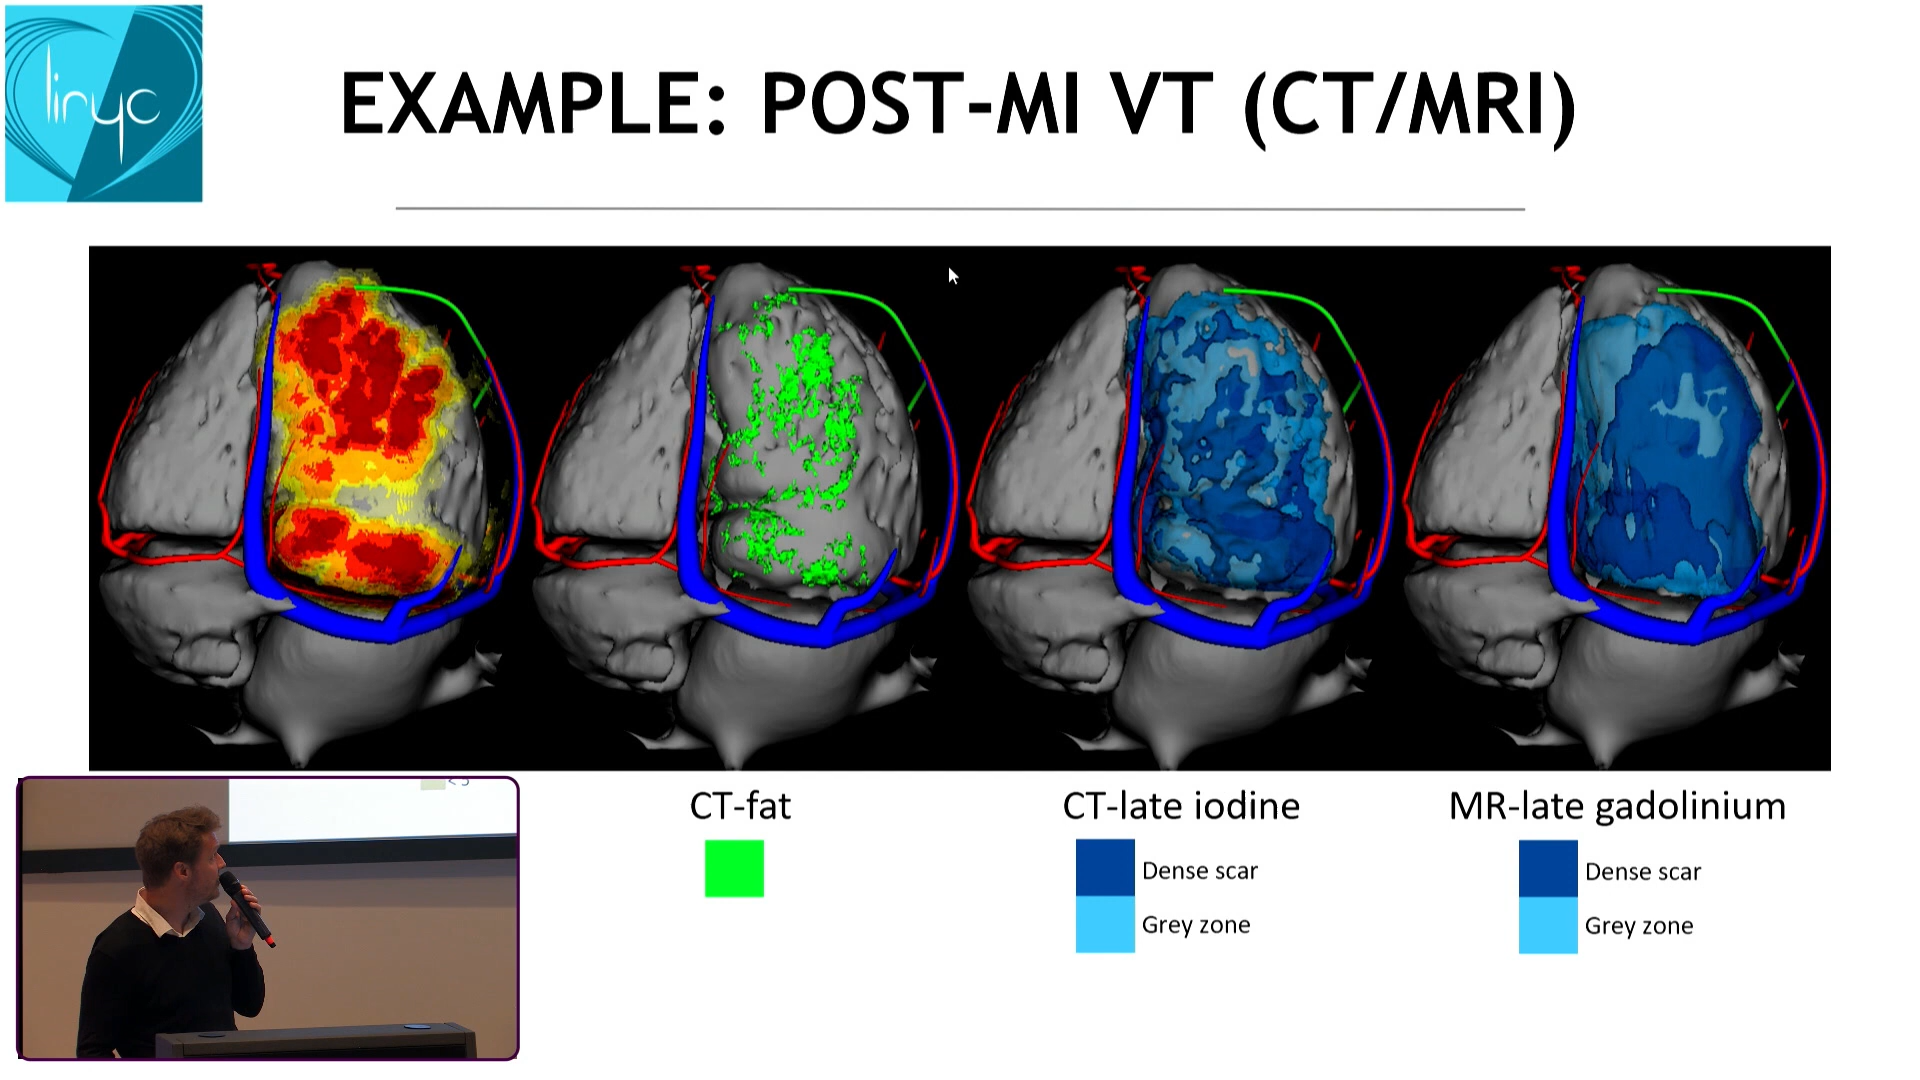 liryc
EXAMPLE: POST-MI VT (CT/MRI)
CT-fat
CT-late iodine
Dense scar
Grey zone
MR-late gadolinium
Dense scar
Grey zone